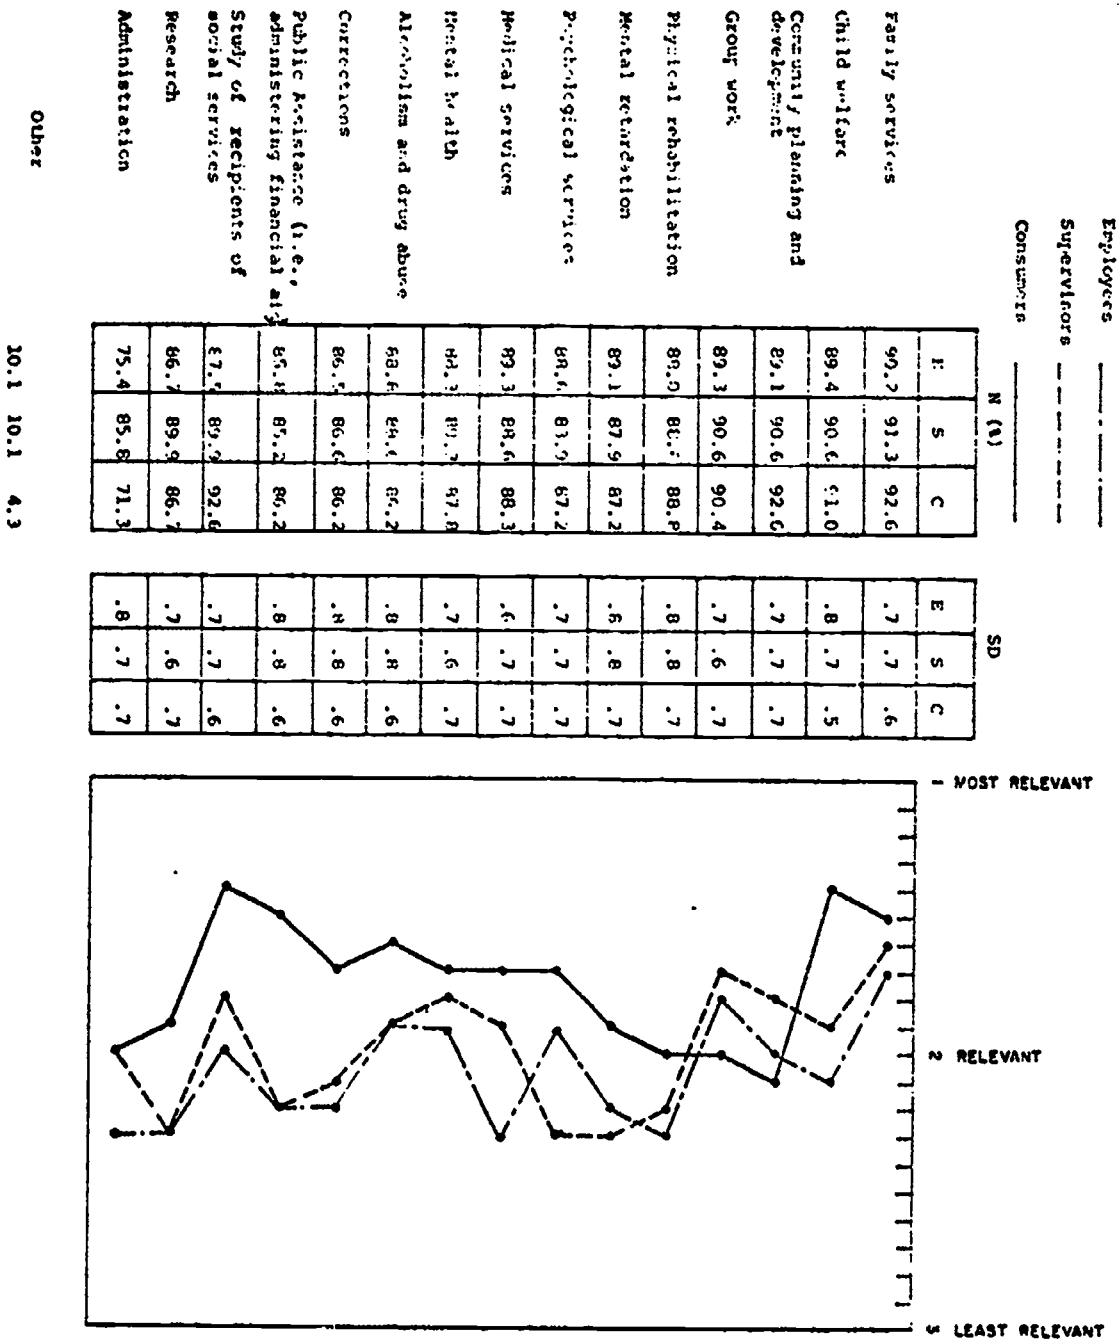 Employees
Supervisors
Consumers
N (%)
SD
E S C E S C
1 MOST RELEVANT
2 RELEVANT
3 LEAST RELEVANT
Family services 90.2 91.3 92.6 .7 .7 .6
Child welfare 89.4 90.6 91.0 .8 .7 .5
Community planning and
development 89.1 90.6 92.6 .7 .7 .7
Group work 89.3 90.6 90.4 .7 .6 .7
Physical rehabilitation 88.8 .8 .8 .7
Mental retardation 89.1 87.9 87.2 .8 .7
Psychological services 87.2 .7 .7 .7
Medical services 89.3 88.6 88.3 .6 .7 .7
Mental health 87.8 .7 .6 .7
Alcoholism and drug abuse 86.2 .8 .8 .6
Corrections 86.6 86.2 .8 .8 .6
Public Assistance (i.e.,
administering financial aid) 85.2 86.2 .8 .8 .6
Study of recipients of
social services 89.9 92.6 .7 .7 .6
Research 86.7 89.9 86.7 .7 .6 .7
Administration 75.4 85.8 71.3 .8 .7 .7
Other 10.1 10.1 4.3